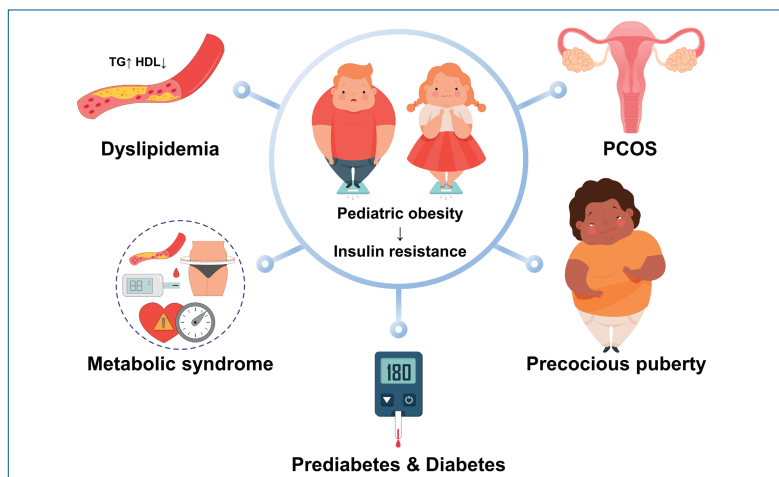 TG↑ HDL↓
Dyslipidemia
PCOS
Pediatric obesity
↓
Insulin resistance
Metabolic syndrome
Precocious puberty
180
Prediabetes & Diabetes